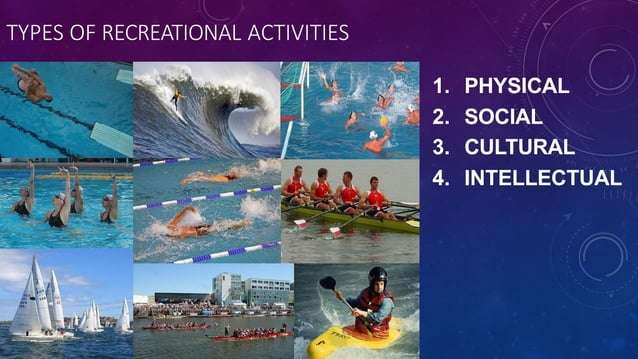 TYPES OF RECREATIONAL ACTIVITIES
1. PHYSICAL
2. SOCIAL
3. CULTURAL
4. INTELLECTUAL